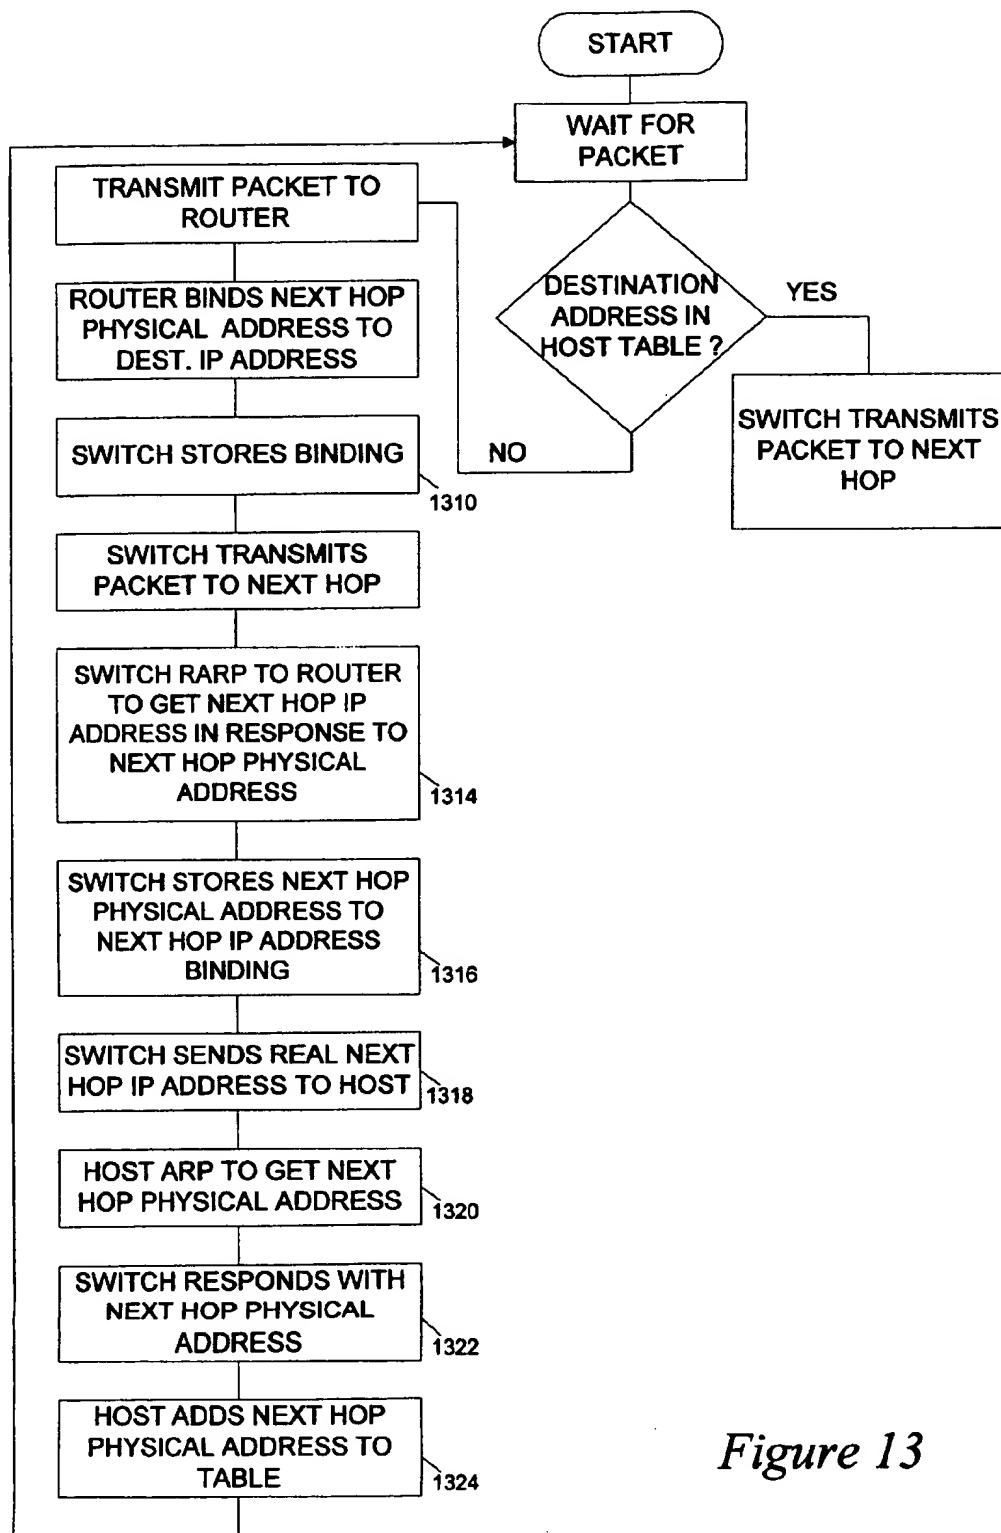 START
WAIT FOR
PACKET
TRANSMIT PACKET TO
ROUTER
DESTINATION
ADDRESS IN
HOST TABLE ?
YES
SWITCH TRANSMITS
PACKET TO NEXT
HOP
NO
ROUTER BINDS NEXT HOP
PHYSICAL ADDRESS TO
DEST. IP ADDRESS
SWITCH STORES BINDING
1310
SWITCH TRANSMITS
PACKET TO NEXT HOP
SWITCH RARP TO ROUTER
TO GET NEXT HOP IP
ADDRESS IN RESPONSE TO
NEXT HOP PHYSICAL
ADDRESS
1314
SWITCH STORES NEXT HOP
PHYSICAL ADDRESS TO
NEXT HOP IP ADDRESS
BINDING
1316
SWITCH SENDS REAL NEXT
HOP IP ADDRESS TO HOST
1318
HOST ARP TO GET NEXT
HOP PHYSICAL ADDRESS
1320
SWITCH RESPONDS WITH
NEXT HOP PHYSICAL
ADDRESS
1322
HOST ADDS NEXT HOP
PHYSICAL ADDRESS TO
TABLE
1324
Figure 13